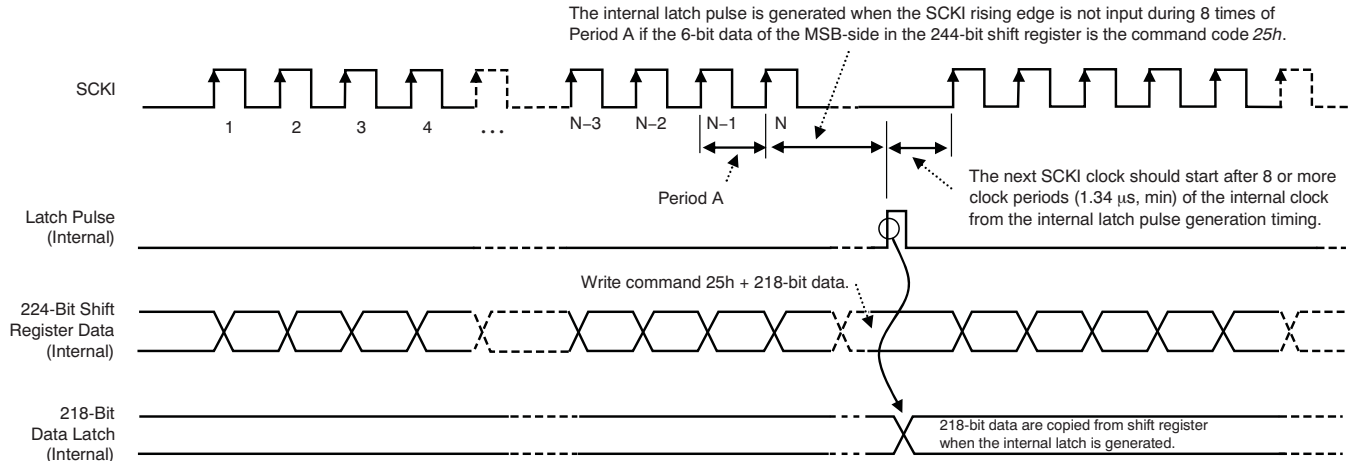 The internal latch pulse is generated when the SCKI rising edge is not input during 8 times of
Period A if the 6-bit data of the MSB-side in the 244-bit shift register is the command code 25h.
SCKI
1 2 3 4 ... N−3 N−2 N−1 N
Period A
The next SCKI clock should start after 8 or more
clock periods (1.34 μs, min) of the internal clock
from the internal latch pulse generation timing.
Latch Pulse
(Internal)
Write command 25h + 218-bit data.
224-Bit Shift
Register Data
(Internal)
218-Bit
Data Latch
(Internal)
218-bit data are copied from shift register
when the internal latch is generated.